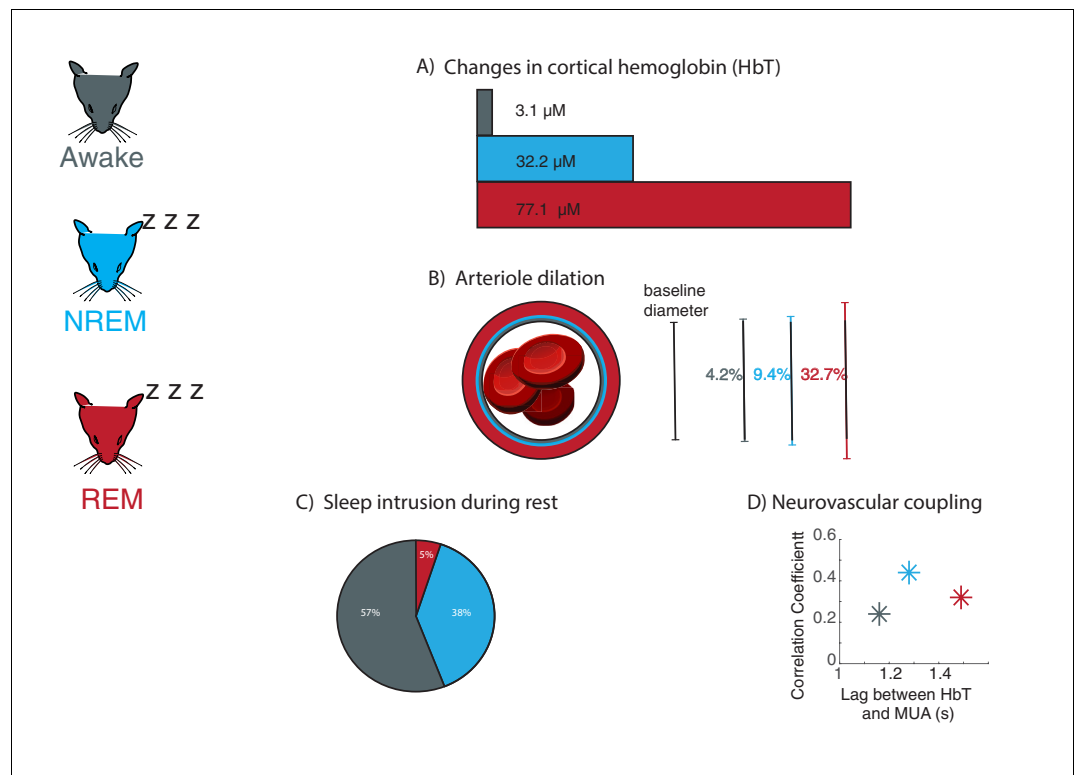 Awake
z z z
NREM
z z z
REM
A) Changes in cortical hemoglobin (HbT)
3.1 µM
32.2 µM
77.1 µM
B) Arteriole dilation
baseline
diameter
4.2% 9.4% 32.7%
C) Sleep intrusion during rest
5%
57% 38%
D) Neurovascular coupling
Correlation Coefficientt
0.6
0.4
0.2
0
1 1.2 1.4
Lag between HbT
and MUA (s)